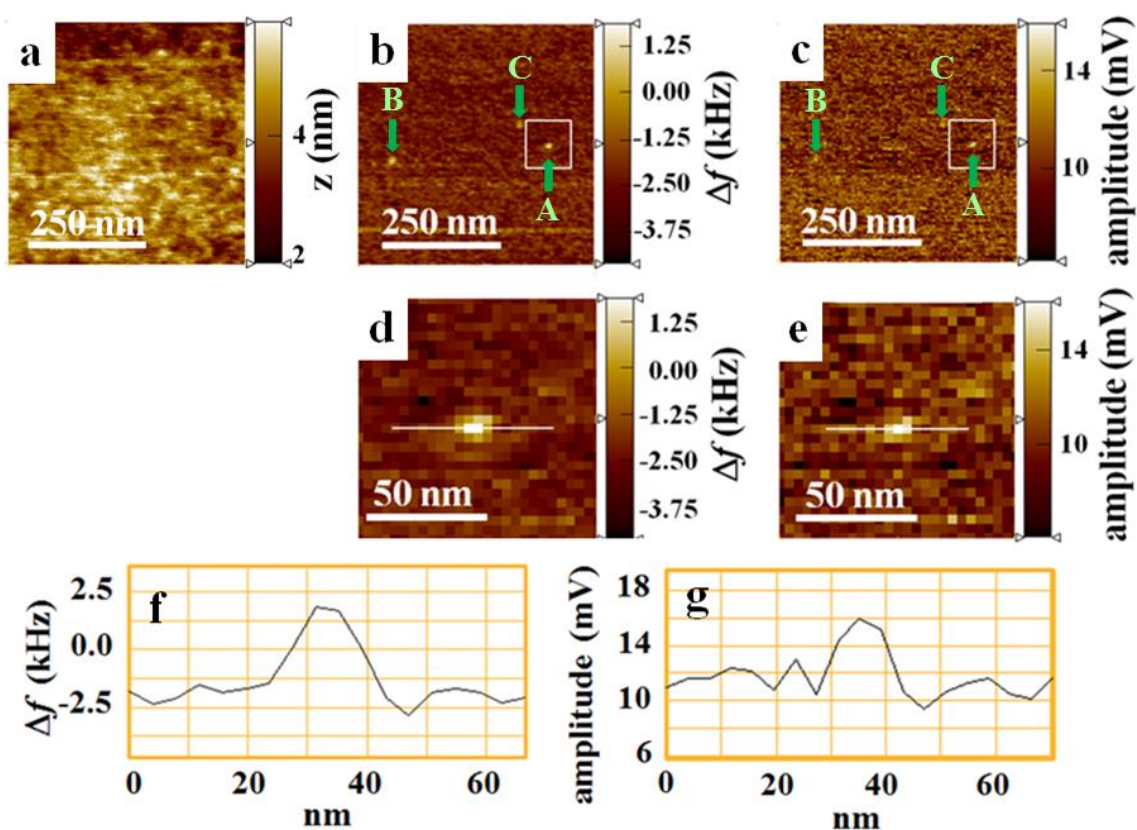 a
4
2
z (nm)
250 nm
b
B
C
A
250 nm
1.25
0.00
-1.25
-2.50
-3.75
Δf (kHz)
c
B
C
A
250 nm
14
10
amplitude (mV)
d
50 nm
1.25
0.00
-1.25
-2.50
-3.75
Δf (kHz)
e
50 nm
14
10
amplitude (mV)
f
2.5
0.0
-2.5
Δf (kHz)
0 20 40 60
nm
g
18
14
10
6
amplitude (mV)
0 20 40 60
nm